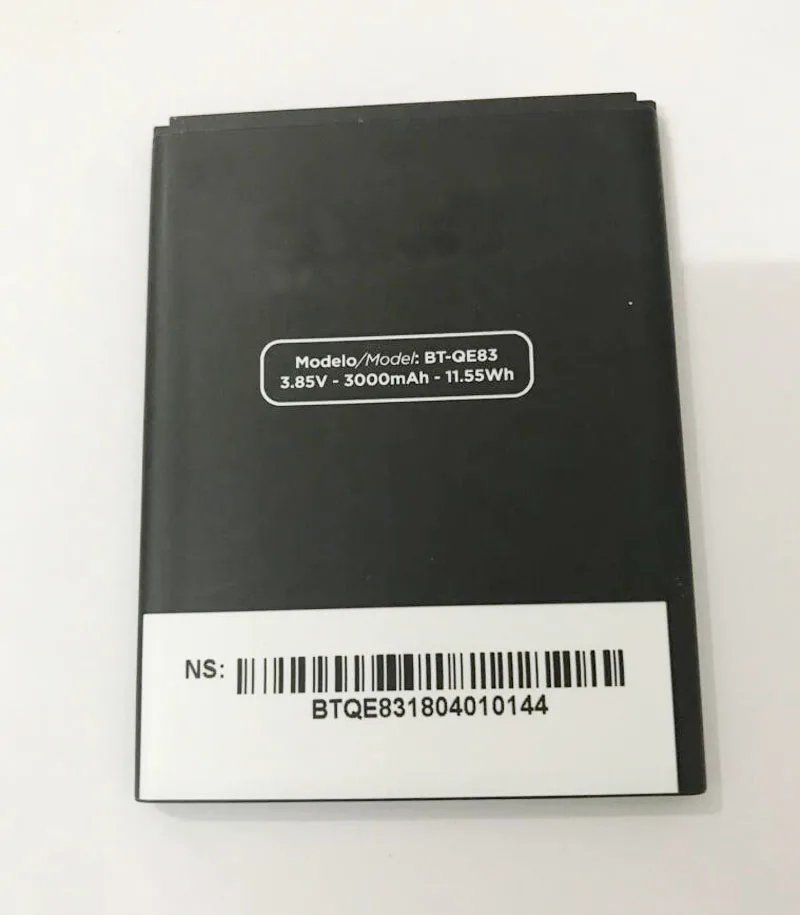 Modelo/Model: BT-QE83
3.85V - 3000mAh - 11.55Wh
NS:
BTQE831804010144